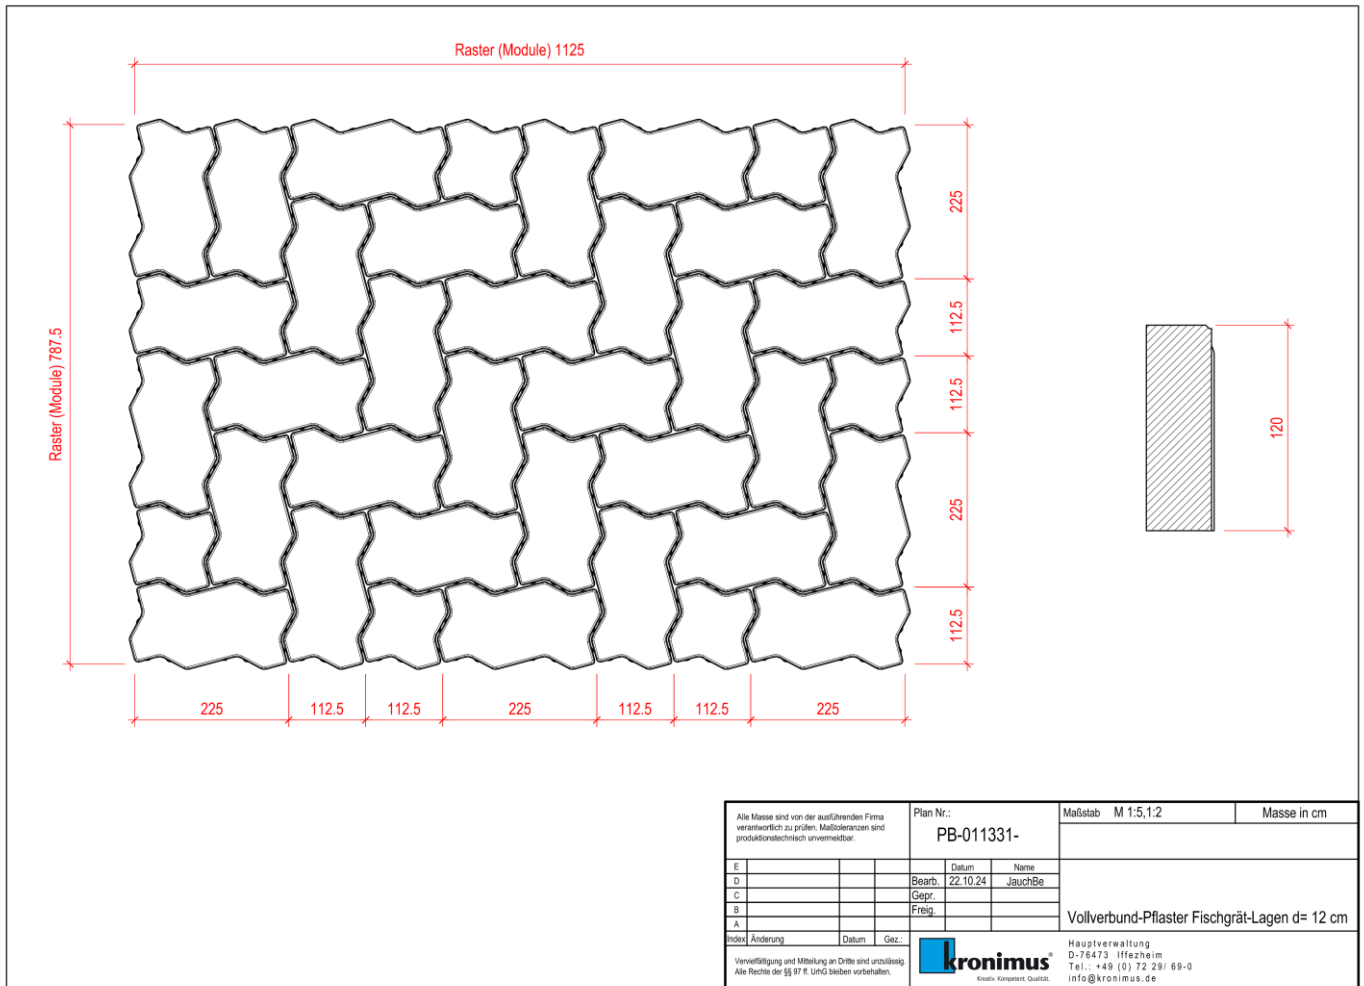 Raster (Module) 1125
Raster (Module) 787.5
225
112.5
112.5
225
112.5
120
225
112.5
112.5
225
112.5
112.5
225
Alle Masse sind von der ausführenden Firma
verantwortlich zu prüfen. Maßtoleranzen sind
produktionstechnisch unvermeidbar.
Plan Nr.:
PB-011331-
Maßstab M 1:5,1:2
Masse in cm
E
D
C
B
A
Index Änderung Datum Gez.:
Datum Name
Bearb. 22.10.24 JauchBe
Gepr.
Freig.
Vollverbund-Pflaster Fischgrät-Lagen d= 12 cm
Vervielfältigung und Mitteilung an Dritte sind unzulässig.
Alle Rechte der §§ 97 ff. UrhG bleiben vorbehalten.
kronimus®
Kreativ. Kompetent. Qualität.
Hauptverwaltung
D-76473 Iffezheim
Tel.: +49 (0) 72 29/ 69-0
info@kronimus.de